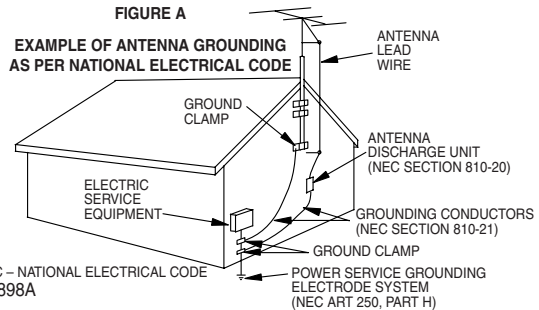 FIGURE A
EXAMPLE OF ANTENNA GROUNDING
AS PER NATIONAL ELECTRICAL CODE
ANTENNA
LEAD
WIRE
GROUND
CLAMP
ANTENNA
DISCHARGE UNIT
(NEC SECTION 810-20)
ELECTRIC
SERVICE
EQUIPMENT
GROUNDING CONDUCTORS
(NEC SECTION 810-21)
GROUND CLAMP
POWER SERVICE GROUNDING
ELECTRODE SYSTEM
(NEC ART 250, PART H)
C – NATIONAL ELECTRICAL CODE
898A